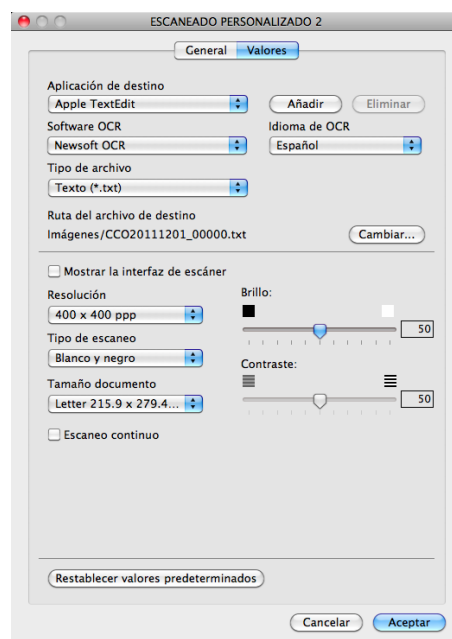 ESCANEADO PERSONALIZADO 2
General Valores
Aplicación de destino
Apple TextEdit Añadir Eliminar
Software OCR Idioma de OCR
Newsoft OCR Español
Tipo de archivo
Texto (*.txt)
Ruta del archivo de destino
Imágenes/CCO20111201_00000.txt Cambiar...
Mostrar la interfaz de escáner
Resolución Brillo:
400 x 400 ppp 50
Tipo de escaneo
Blanco y negro
Contraste:
Tamaño documento
Letter 215.9 x 279.4... 50
Escaneo continuo
Restablecer valores predeterminados
Cancelar Aceptar